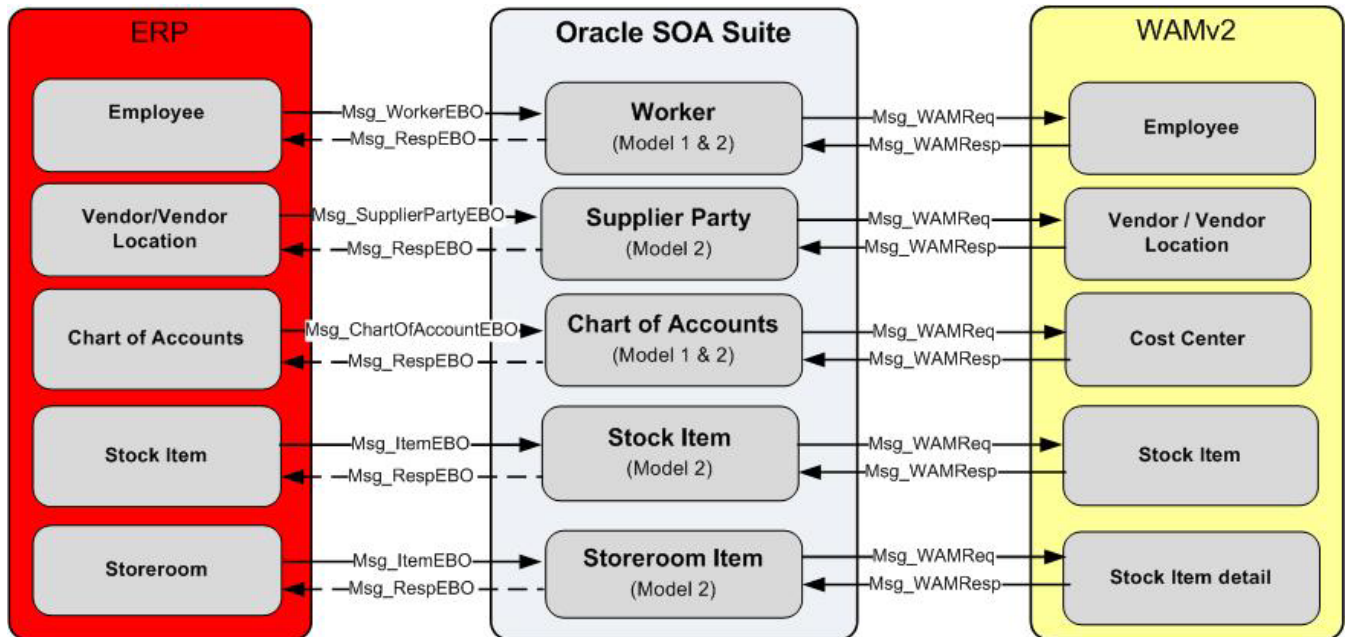 ERP
Oracle SOA Suite
WAMv2
Employee
Msg_WorkerEBO
Msg_RespEBO
Worker
(Model 1 & 2)
Msg_WAMReq
Msg_WAMResp
Employee
Vendor/Vendor
Location
Msg_SupplierPartyEBO
Msg_RespEBO
Supplier Party
(Model 2)
Msg_WAMReq
Msg_WAMResp
Vendor / Vendor
Location
Chart of Accounts
Msg_ChartOfAccountEBO
Msg_RespEBO
Chart of Accounts
(Model 1 & 2)
Msg_WAMReq
Msg_WAMResp
Cost Center
Stock Item
Msg_ItemEBO
Msg_RespEBO
Stock Item
(Model 2)
Msg_WAMReq
Msg_WAMResp
Stock Item
Storeroom
Msg_ItemEBO
Msg_RespEBO
Storeroom Item
(Model 2)
Msg_WAMReq
Msg_WAMResp
Stock Item detail